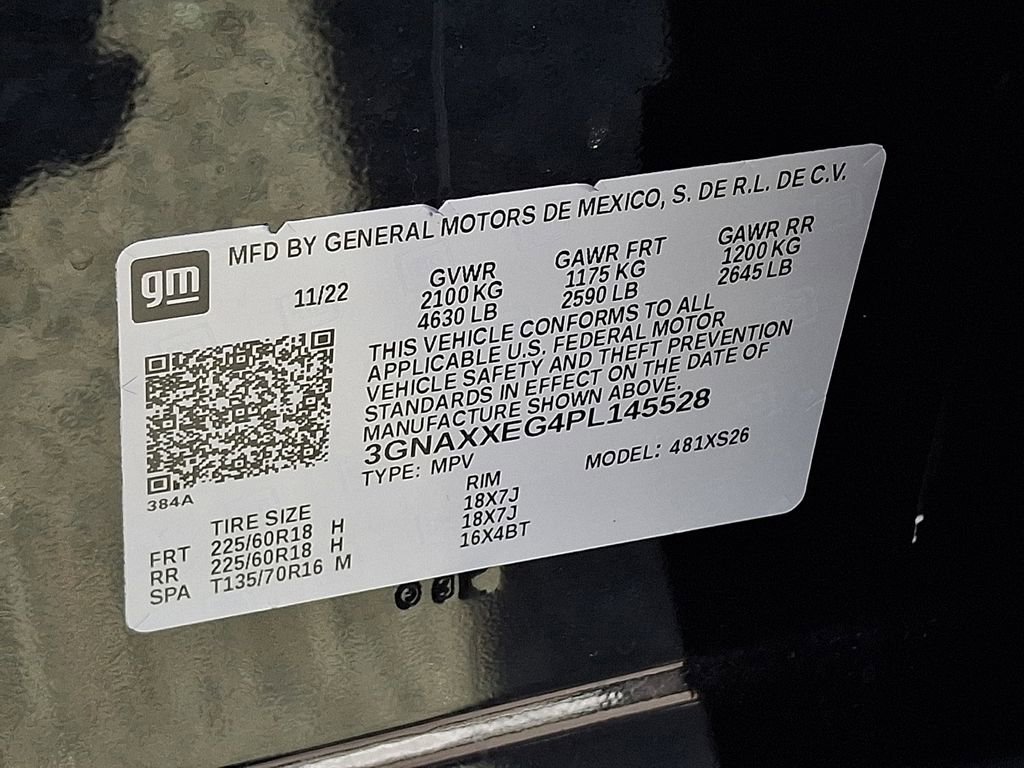 MFD BY GENERAL MOTORS DE MEXICO, S. DE R.L. DE C.V.
gm
11/22
GVWR
2100 KG
4630 LB
GAWR FRT
1175 KG
2590 LB
GAWR RR
1200 KG
2645 LB
THIS VEHICLE CONFORMS TO ALL
APPLICABLE U.S. FEDERAL MOTOR
VEHICLE SAFETY AND THEFT PREVENTION
STANDARDS IN EFFECT ON THE DATE OF
MANUFACTURE SHOWN ABOVE.
3GNAXXEG4PL145528
TYPE: MPV MODEL: 481XS26
384A
TIRE SIZE RIM
FRT 225/60R18 H 18X7J
RR 225/60R18 H 18X7J
SPA T135/70R16 M 16X4BT